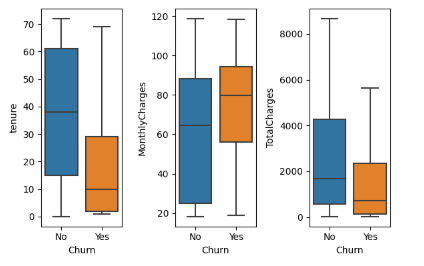 tenure
70
60
50
40
30
20
10
0
No
Yes
Churn
MonthlyCharges
120
100
80
60
40
20
No
Yes
Churn
TotalCharges
8000
6000
4000
2000
0
No
Yes
Churn